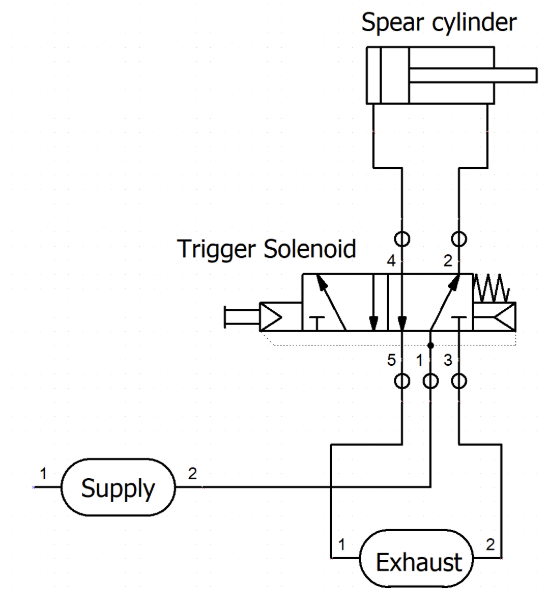 Spear cylinder
Trigger Solenoid
4 2
5 1 3
1 Supply 2
1 Exhaust 2